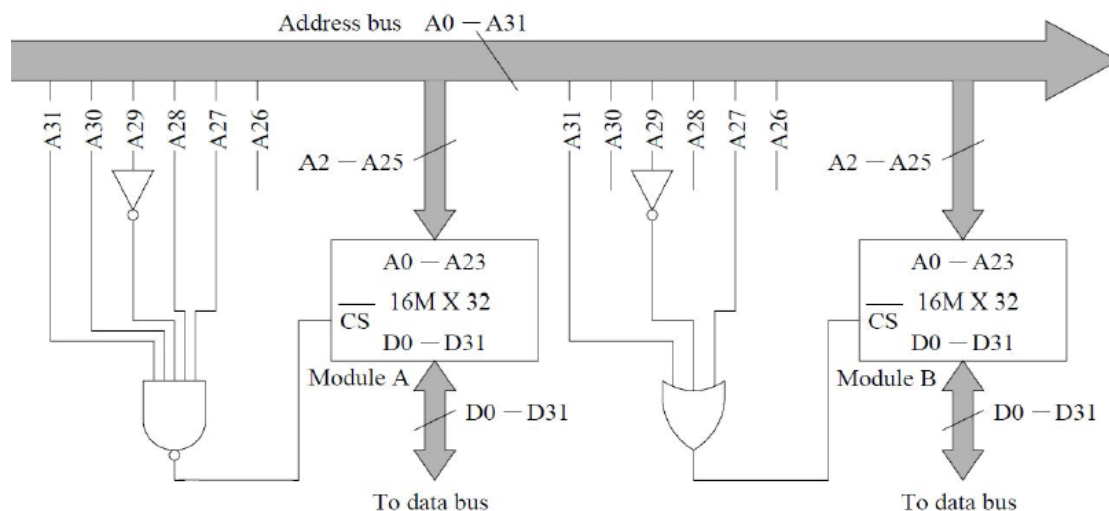 Address bus A0 — A31
A31 A30 A29 A28 A27 A26
A2 — A25
A31 A30 A29 A28 A27 A26
A2 — A25
A0 — A23
16M X 32
CS
D0 — D31
Module A
D0 — D31
To data bus
A0 — A23
16M X 32
CS
D0 — D31
Module B
D0 — D31
To data bus